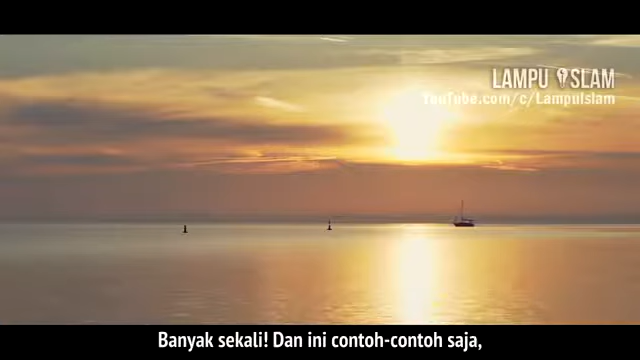 LAMPU ISLAM
YouTube.com/c/LampuIslam
Banyak sekali! Dan ini contoh-contoh saja,